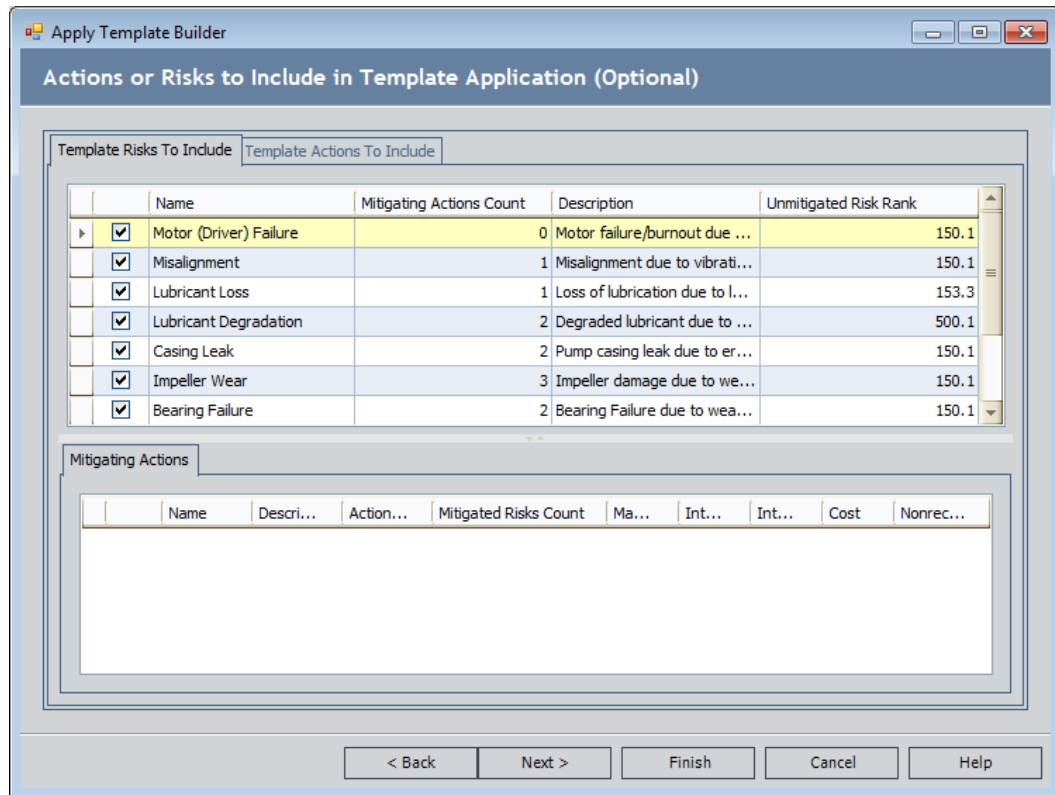 Apply Template Builder
Actions or Risks to Include in Template Application (Optional)
Template Risks To Include Template Actions To Include
Name Mitigating Actions Count Description Unmitigated Risk Rank
Motor (Driver) Failure 0 Motor failure/burnout due ... 150.1
Misalignment 1 Misalignment due to vibrati... 150.1
Lubricant Loss 1 Loss of lubrication due to l... 153.3
Lubricant Degradation 2 Degraded lubricant due to ... 500.1
Casing Leak 2 Pump casing leak due to er... 150.1
Impeller Wear 3 Impeller damage due to we... 150.1
Bearing Failure 2 Bearing Failure due to wea... 150.1
Mitigating Actions
Name Descri... Action... Mitigated Risks Count Ma... Int... Int... Cost Nonrec...
< Back Next > Finish Cancel Help